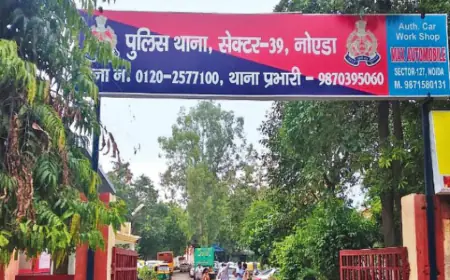 पुलिस थाना, सेक्टर-39, नोएडा
ना नं. 0120-2577100, थाना प्रभारी - 9870395060
Auth. Car
Work Shop
AUTOMOBILE
SECTOR-127, NOIDA
M. 9871580131